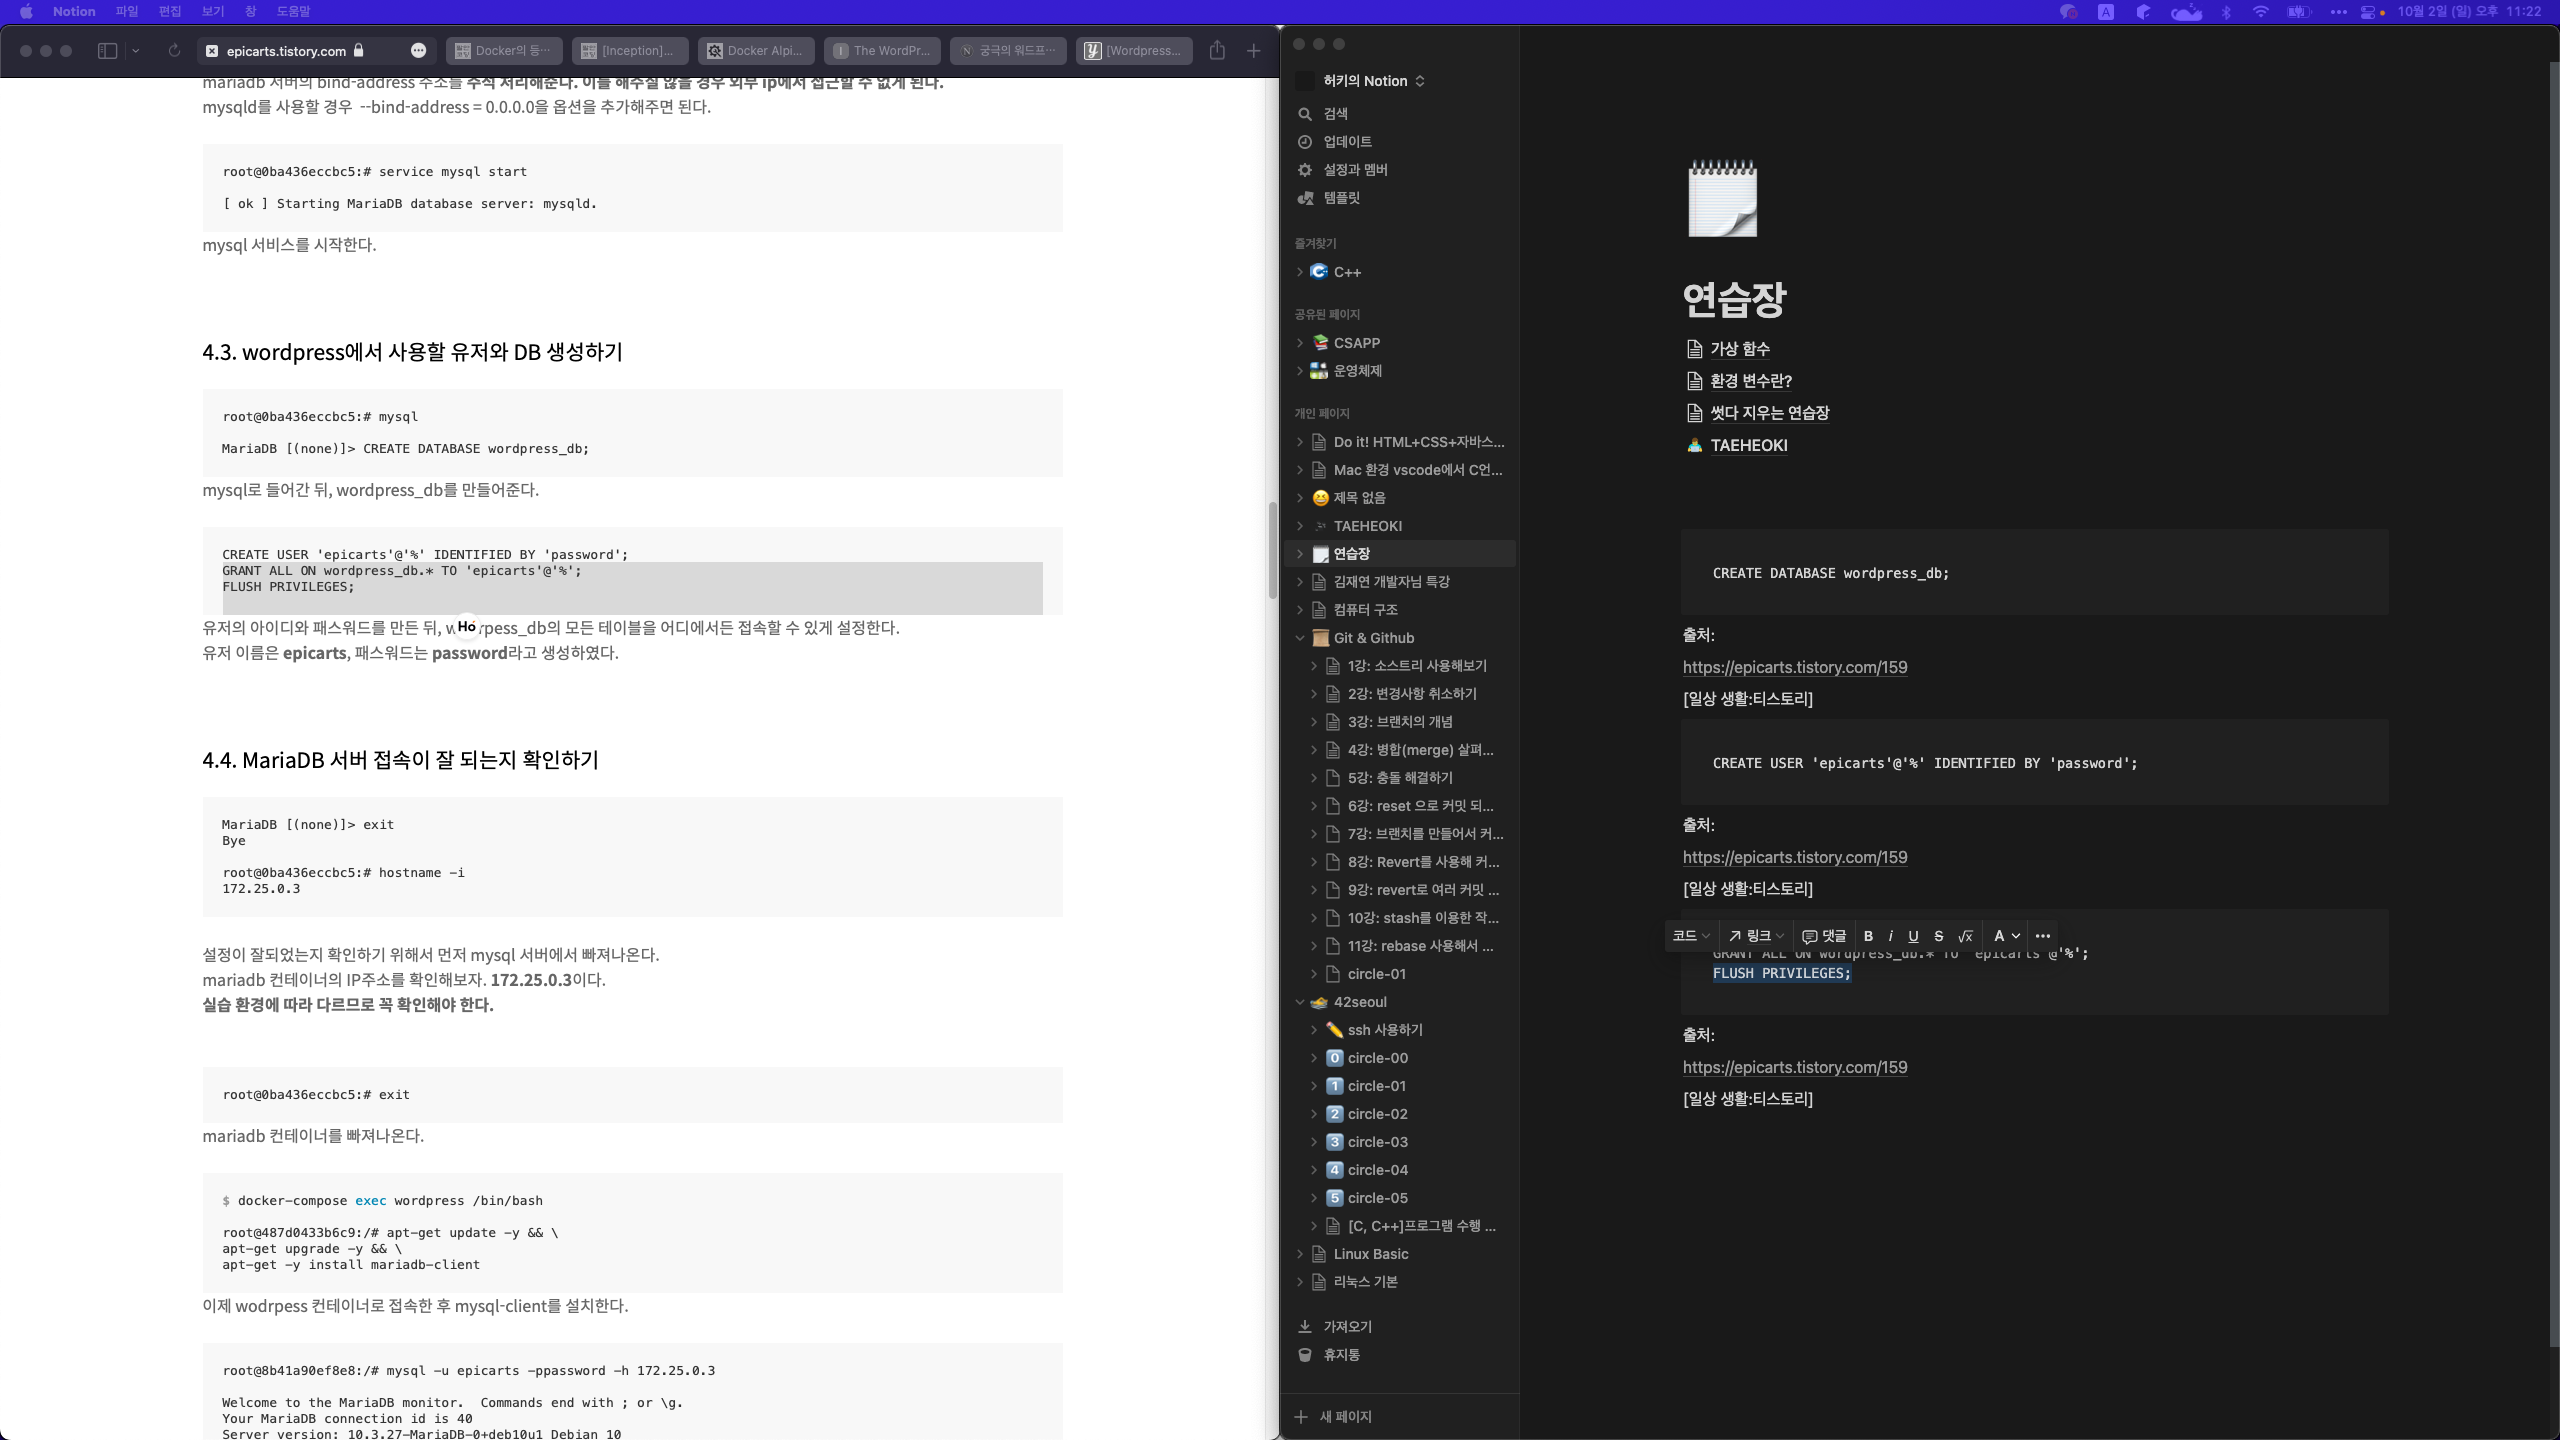 Notion 파일 편집 보기 창 도움말
A 10월 2일 (일) 오후 11:22
epicarts.tistory.com
Docker의 등…
[Inception]…
Docker Alpi…
The WordPr…
궁극의 워드프…
[Wordpress…
mariadb 서버의 bind-address 주소를 주석 처리해준다. 이를 해주질 않을 경우 외부 ip에서 접근할 수 없게 된다.
mysqld를 사용할 경우 --bind-address = 0.0.0.0을 옵션을 추가해주면 된다.
root@0ba436eccbc5:# service mysql start
[ ok ] Starting MariaDB database server: mysqld.
mysql 서비스를 시작한다.
4.3. wordpress에서 사용할 유저와 DB 생성하기
root@0ba436eccbc5:# mysql
MariaDB [(none)]> CREATE DATABASE wordpress_db;
mysql로 들어간 뒤, wordpress_db를 만들어준다.
CREATE USER 'epicarts'@'%' IDENTIFIED BY 'password';
GRANT ALL ON wordpress_db.* TO 'epicarts'@'%';
FLUSH PRIVILEGES;
유저의 아이디와 패스워드를 만든 뒤, w Ho rpess_db의 모든 테이블을 어디에서든 접속할 수 있게 설정한다.
유저 이름은 epicarts, 패스워드는 password라고 생성하였다.
4.4. MariaDB 서버 접속이 잘 되는지 확인하기
MariaDB [(none)]> exit
Bye
root@0ba436eccbc5:# hostname -i
172.25.0.3
설정이 잘되었는지 확인하기 위해서 먼저 mysql 서버에서 빠져나온다.
mariadb 컨테이너의 IP주소를 확인해보자. 172.25.0.3이다.
실습 환경에 따라 다르므로 꼭 확인해야 한다.
root@0ba436eccbc5:# exit
mariadb 컨테이너를 빠져나온다.
$ docker-compose exec wordpress /bin/bash
root@487d0433b6c9:/# apt-get update -y && \
apt-get upgrade -y && \
apt-get -y install mariadb-client
이제 wodrpess 컨테이너로 접속한 후 mysql-client를 설치한다.
root@8b41a90ef8e8:/# mysql -u epicarts -ppassword -h 172.25.0.3
Welcome to the MariaDB monitor.  Commands end with ; or \g.
Your MariaDB connection id is 40
Server version: 10.3.27-MariaDB-0+deb10u1 Debian 10
허키의 Notion
검색
업데이트
설정과 멤버
템플릿
즐겨찾기
C++
공유된 페이지
CSAPP
운영체제
개인 페이지
Do it! HTML+CSS+자바스…
Mac 환경 vscode에서 C언…
제목 없음
TAEHEOKI
연습장
김재연 개발자님 특강
컴퓨터 구조
Git & Github
1강: 소스트리 사용해보기
2강: 변경사항 취소하기
3강: 브랜치의 개념
4강: 병합(merge) 살펴…
5강: 충돌 해결하기
6강: reset 으로 커밋 되…
7강: 브랜치를 만들어서 커…
8강: Revert를 사용해 커…
9강: revert로 여러 커밋 …
10강: stash를 이용한 작…
11강: rebase 사용해서 …
circle-01
42seoul
ssh 사용하기
0 circle-00
1 circle-01
2 circle-02
3 circle-03
4 circle-04
5 circle-05
[C, C++]프로그램 수행 …
Linux Basic
리눅스 기본
가져오기
휴지통
새 페이지
연습장
가상 함수
환경 변수란?
썻다 지우는 연습장
TAEHEOKI
CREATE DATABASE wordpress_db;
출처:
https://epicarts.tistory.com/159
[일상 생활:티스토리]
CREATE USER 'epicarts'@'%' IDENTIFIED BY 'password';
출처:
https://epicarts.tistory.com/159
[일상 생활:티스토리]
코드 링크 댓글 B i U S √x A •••
GRANT ALL ON wordpress_db.* TO 'epicarts'@'%';
FLUSH PRIVILEGES;
출처:
https://epicarts.tistory.com/159
[일상 생활:티스토리]